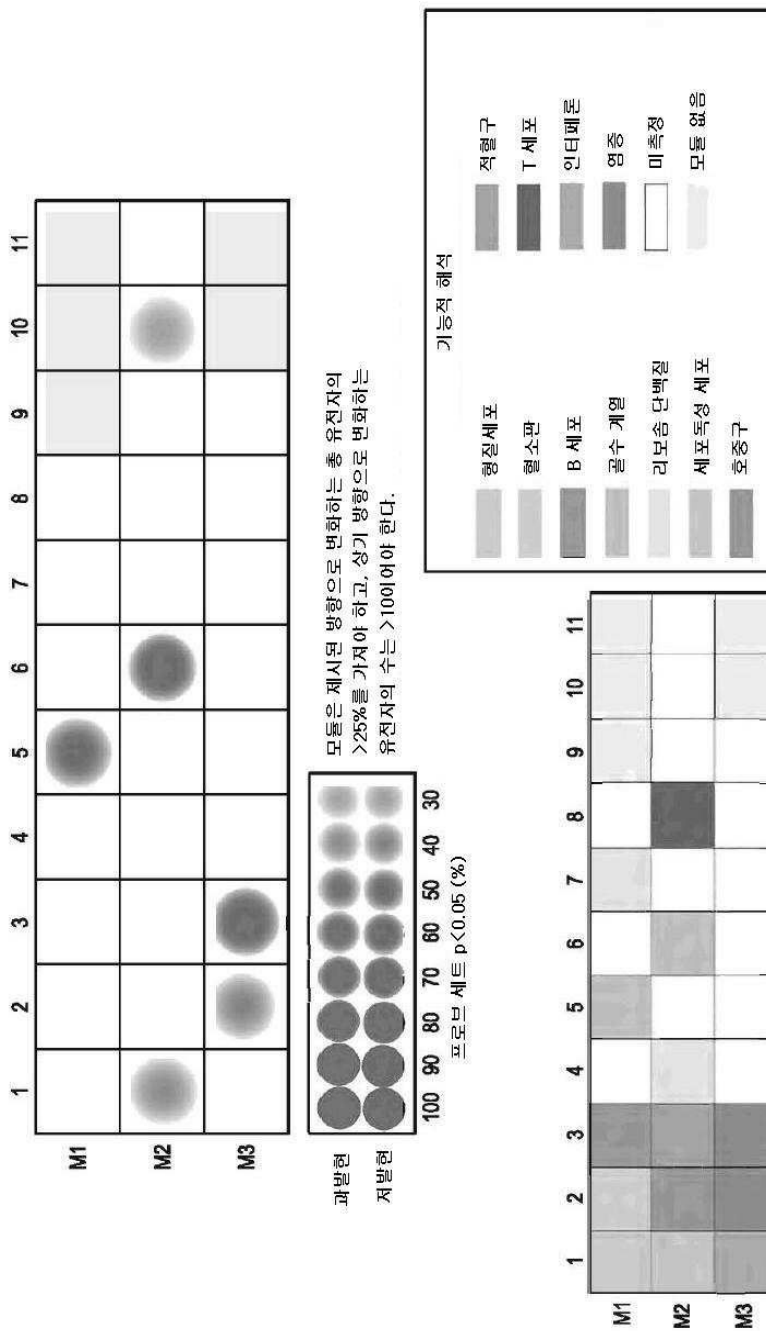 1 2 3 4 5 6 7 8 9 10 11
M1
M2
M3
과발현
저발현
100 90 80 70 60 50 40 30
프로브 세트 p<0.05 (%)
모듈은 제시된 방향으로 변화하는 총 유전자의
>25%를 가져야 하고, 상기 방향으로 변화하는
유전자의 수는 >10이어야 한다.
1 2 3 4 5 6 7 8 9 10 11
M1
M2
M3
기능적 해석
형질세포
혈소판
B 세포
골수 계열
리보솜 단백질
세포독성 세포
호중구
적혈구
T 세포
인터페론
염증
미측정
모듈 없음